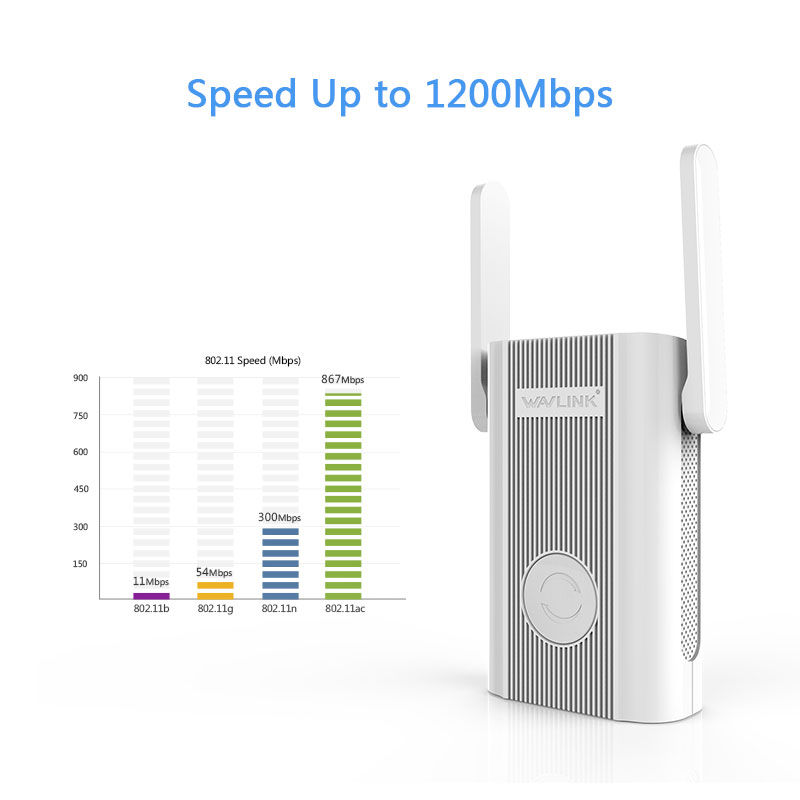 Speed Up to 1200Mbps
802.11 Speed (Mbps)
900
750
600
450
300
150
11Mbps
54Mbps
300Mbps
867Mbps
802.11b
802.11g
802.11n
802.11ac
WAVLINK®